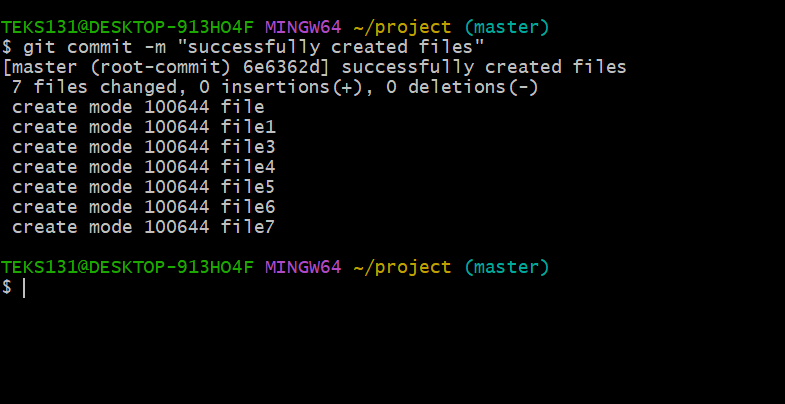 TEKS131@DESKTOP-913HO4F MINGW64 ~/project (master)
$ git commit -m "successfully created files"
[master (root-commit) 6e6362d] successfully created files
 7 files changed, 0 insertions(+), 0 deletions(-)
 create mode 100644 file
 create mode 100644 file1
 create mode 100644 file3
 create mode 100644 file4
 create mode 100644 file5
 create mode 100644 file6
 create mode 100644 file7
TEKS131@DESKTOP-913HO4F MINGW64 ~/project (master)
$